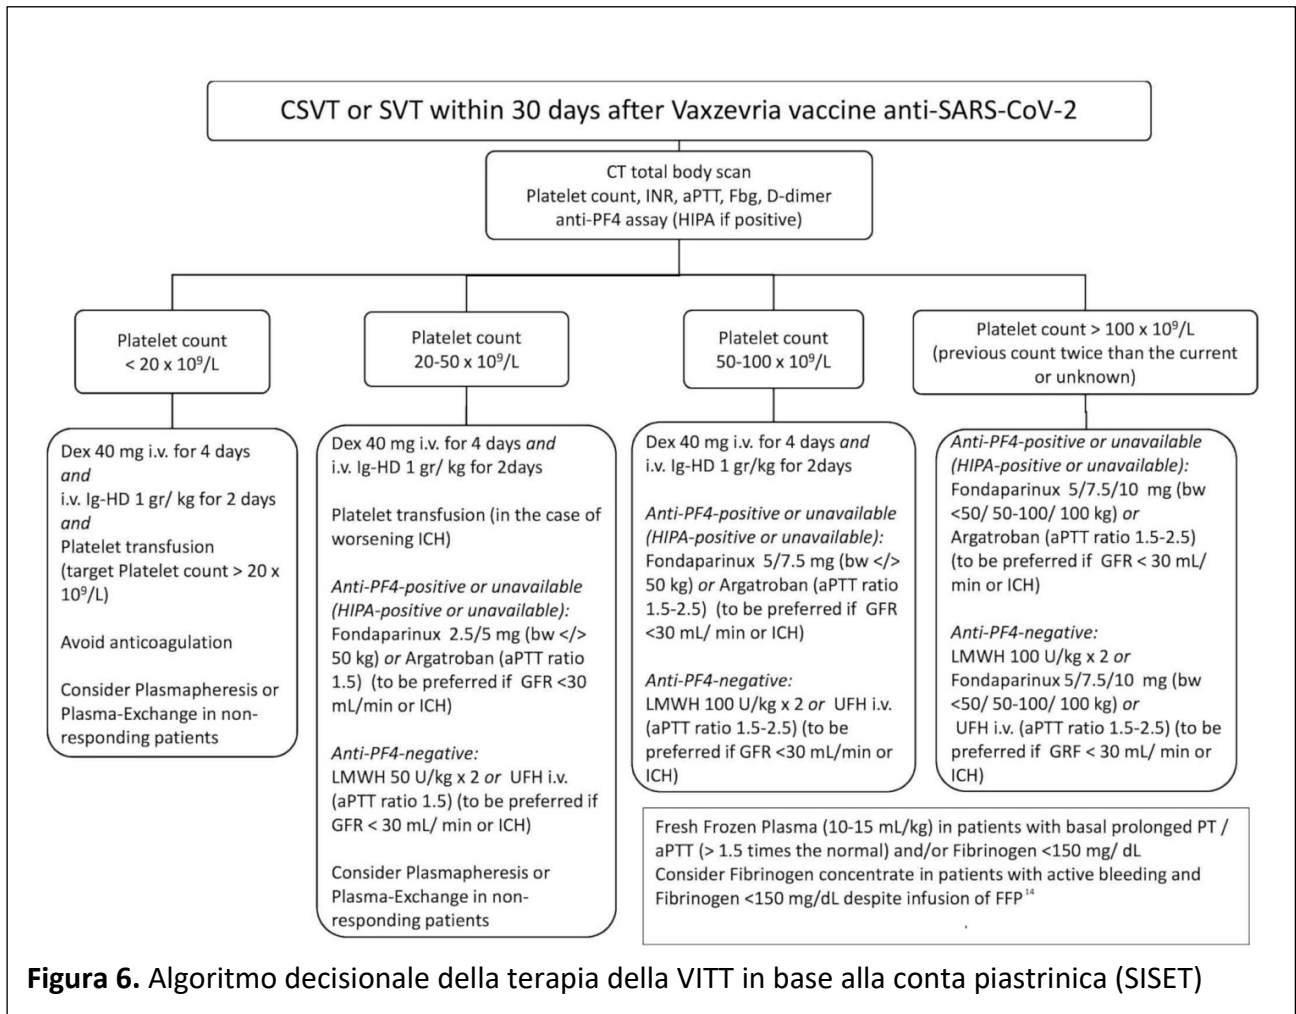 CSVT or SVT within 30 days after Vaxzevria vaccine anti-SARS-CoV-2
CT total body scan
Platelet count, INR, aPTT, Fbg, D-dimer
anti-PF4 assay (HIPA if positive)
Platelet count
< 20 x 10⁹/L
Platelet count
20-50 x 10⁹/L
Platelet count
50-100 x 10⁹/L
Platelet count > 100 x 10⁹/L
(previous count twice than the current
or unknown)
Dex 40 mg i.v. for 4 days
and
i.v. Ig-HD 1 gr/ kg for 2 days
and
Platelet transfusion
(target Platelet count > 20 x
10⁹/L)
Avoid anticoagulation
Consider Plasmapheresis or
Plasma-Exchange in non-
responding patients
Dex 40 mg i.v. for 4 days and
i.v. Ig-HD 1 gr/ kg for 2days
Platelet transfusion (in the case of
worsening ICH)
Anti-PF4-positive or unavailable
(HIPA-positive or unavailable):
Fondaparinux 2.5/5 mg (bw </>
50 kg) or Argatroban (aPTT ratio
1.5) (to be preferred if GFR <30
mL/min or ICH)
Anti-PF4-negative:
LMWH 50 U/kg x 2 or UFH i.v.
(aPTT ratio 1.5) (to be preferred if
GFR < 30 mL/ min or ICH)
Consider Plasmapheresis or
Plasma-Exchange in non-
responding patients
Dex 40 mg i.v. for 4 days and
i.v. Ig-HD 1 gr/kg for 2days
Anti-PF4-positive or unavailable
(HIPA-positive or unavailable):
Fondaparinux 5/7.5 mg (bw </>
50 kg) or Argatroban (aPTT ratio
1.5-2.5) (to be preferred if GFR
<30 mL/ min or ICH)
Anti-PF4-negative:
LMWH 100 U/kg x 2 or UFH i.v.
(aPTT ratio 1.5-2.5) (to be
preferred if GFR <30 mL/min or
ICH)
Anti-PF4-positive or unavailable
(HIPA-positive or unavailable):
Fondaparinux 5/7.5/10 mg (bw
<50/ 50-100/ 100 kg) or
Argatroban (aPTT ratio 1.5-2.5)
(to be preferred if GFR < 30 mL/
min or ICH)
Anti-PF4-negative:
LMWH 100 U/kg x 2 or
Fondaparinux 5/7.5/10 mg (bw
<50/ 50-100/ 100 kg) or
UFH i.v. (aPTT ratio 1.5-2.5) (to be
preferred if GRF < 30 mL/ min or
ICH)
Fresh Frozen Plasma (10-15 mL/kg) in patients with basal prolonged PT /
aPTT (> 1.5 times the normal) and/or Fibrinogen <150 mg/ dL
Consider Fibrinogen concentrate in patients with active bleeding and
Fibrinogen <150 mg/dL despite infusion of FFP¹⁴
Figura 6. Algoritmo decisionale della terapia della VITT in base alla conta piastrinica (SISET)